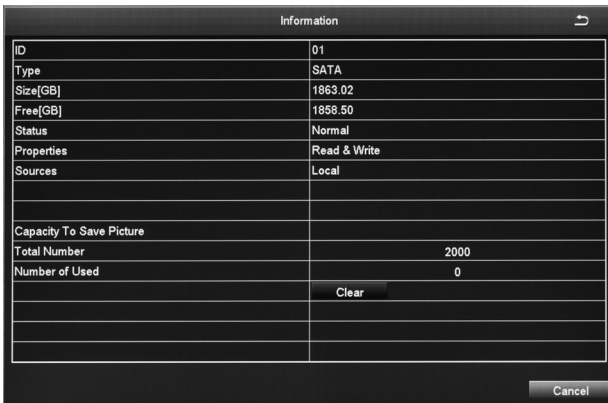 Information
ID 01
Type SATA
Size[GB] 1863.02
Free[GB] 1858.50
Status Normal
Properties Read & Write
Sources Local
Capacity To Save Picture
Total Number 2000
Number of Used 0
Clear
Cancel